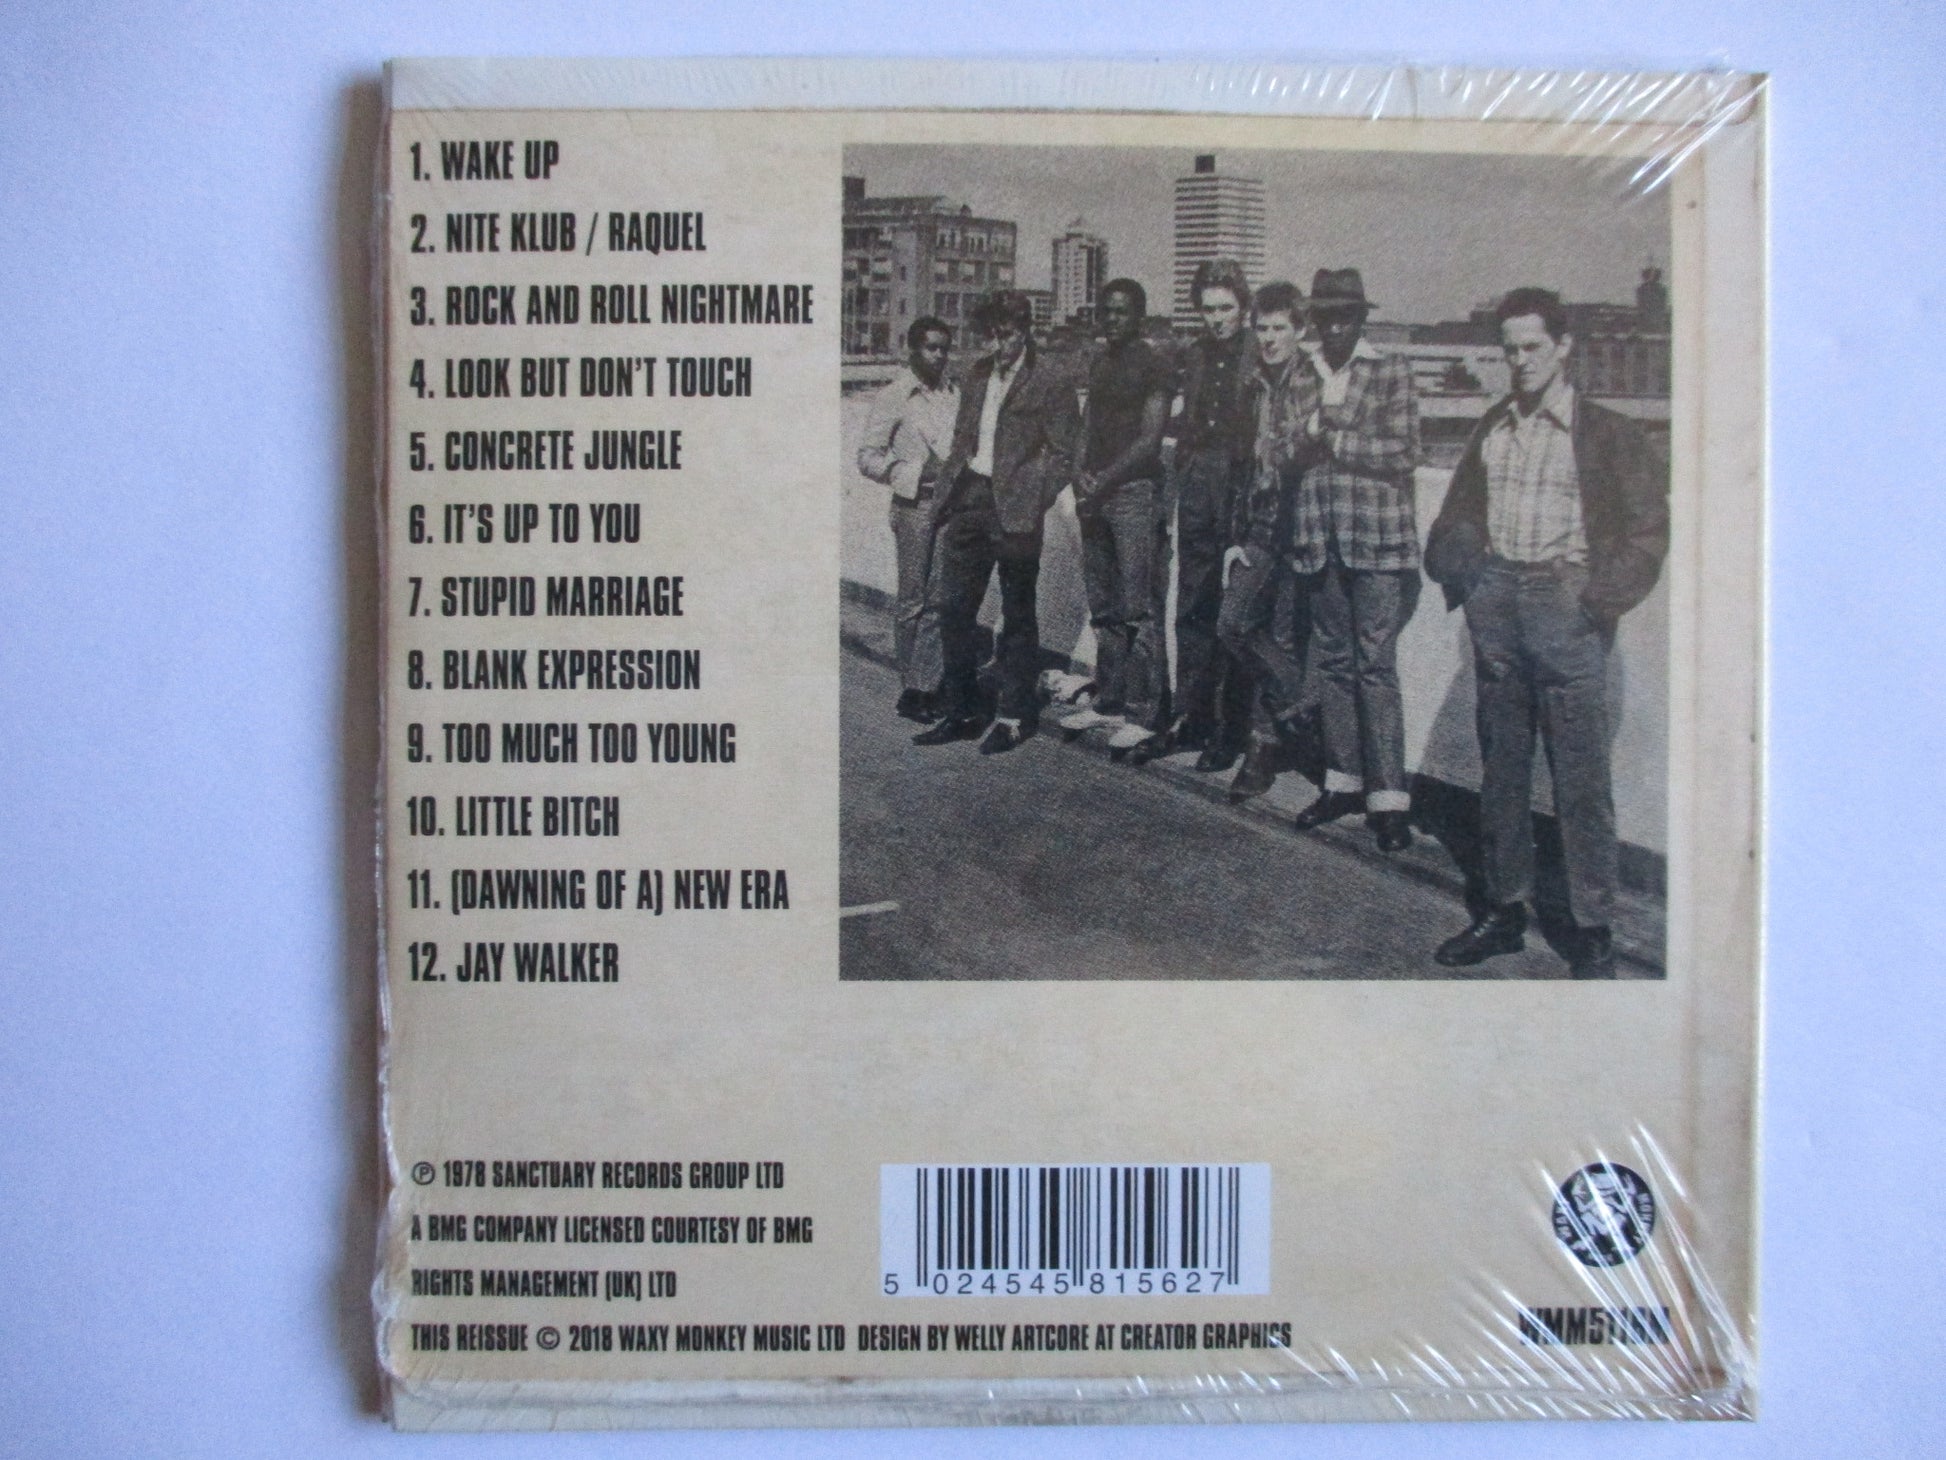 1. WAKE UP
2. NITE KLUB / RAQUEL
3. ROCK AND ROLL NIGHTMARE
4. LOOK BUT DON'T TOUCH
5. CONCRETE JUNGLE
6. IT'S UP TO YOU
7. STUPID MARRIAGE
8. BLANK EXPRESSION
9. TOO MUCH TOO YOUNG
10. LITTLE BITCH
11. (DAWNING OF A) NEW ERA
12. JAY WALKER
℗ 1978 SANCTUARY RECORDS GROUP LTD
A BMG COMPANY LICENSED COURTESY OF BMG
RIGHTS MANAGEMENT (UK) LTD
THIS REISSUE © 2018 WAXY MONKEY MUSIC LTD DESIGN BY WELLY ARTCORE AT CREATOR GRAPHICS
5 024545 815627